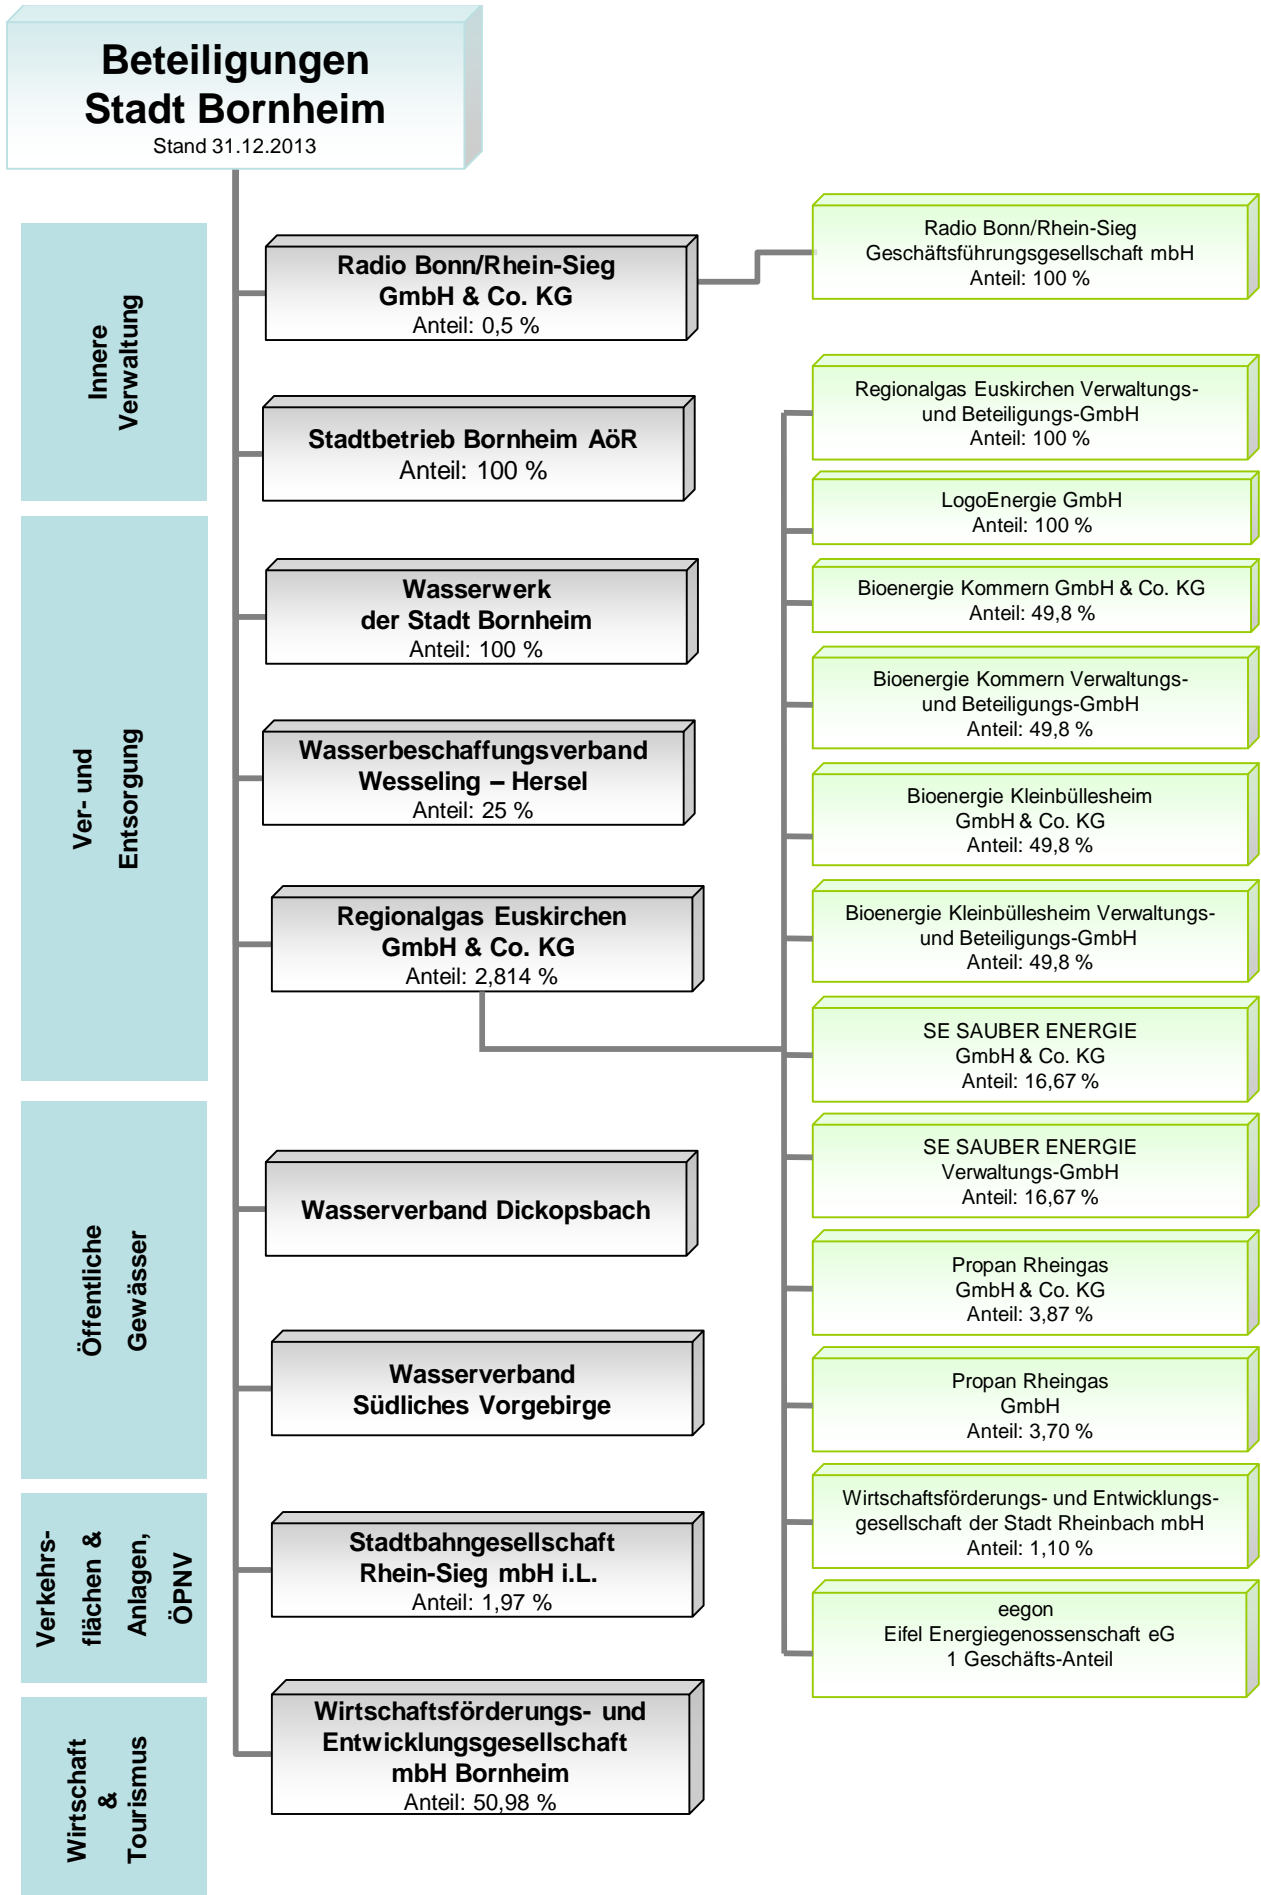 Beteiligungen
Stadt Bornheim
Stand 31.12.2013
Innere
Verwaltung
Radio Bonn/Rhein-Sieg
GmbH & Co. KG
Anteil: 0,5 %
Stadtbetrieb Bornheim AöR
Anteil: 100 %
Ver- und
Entsorgung
Wasserwerk
der Stadt Bornheim
Anteil: 100 %
Wasserbeschaffungsverband
Wesseling – Hersel
Anteil: 25 %
Regionalgas Euskirchen
GmbH & Co. KG
Anteil: 2,814 %
Öffentliche
Gewässer
Wasserverband Dickopsbach
Wasserverband
Südliches Vorgebirge
Verkehrs-
flächen &
Anlagen,
ÖPNV
Stadtbahngesellschaft
Rhein-Sieg mbH i.L.
Anteil: 1,97 %
Wirtschaft
&
Tourismus
Wirtschaftsförderungs- und
Entwicklungsgesellschaft
mbH Bornheim
Anteil: 50,98 %
Radio Bonn/Rhein-Sieg
Geschäftsführungsgesellschaft mbH
Anteil: 100 %
Regionalgas Euskirchen Verwaltungs-
und Beteiligungs-GmbH
Anteil: 100 %
LogoEnergie GmbH
Anteil: 100 %
Bioenergie Kommern GmbH & Co. KG
Anteil: 49,8 %
Bioenergie Kommern Verwaltungs-
und Beteiligungs-GmbH
Anteil: 49,8 %
Bioenergie Kleinbüllesheim
GmbH & Co. KG
Anteil: 49,8 %
Bioenergie Kleinbüllesheim Verwaltungs-
und Beteiligungs-GmbH
Anteil: 49,8 %
SE SAUBER ENERGIE
GmbH & Co. KG
Anteil: 16,67 %
SE SAUBER ENERGIE
Verwaltungs-GmbH
Anteil: 16,67 %
Propan Rheingas
GmbH & Co. KG
Anteil: 3,87 %
Propan Rheingas
GmbH
Anteil: 3,70 %
Wirtschaftsförderungs- und Entwicklungs-
gesellschaft der Stadt Rheinbach mbH
Anteil: 1,10 %
eegon
Eifel Energiegenossenschaft eG
1 Geschäfts-Anteil